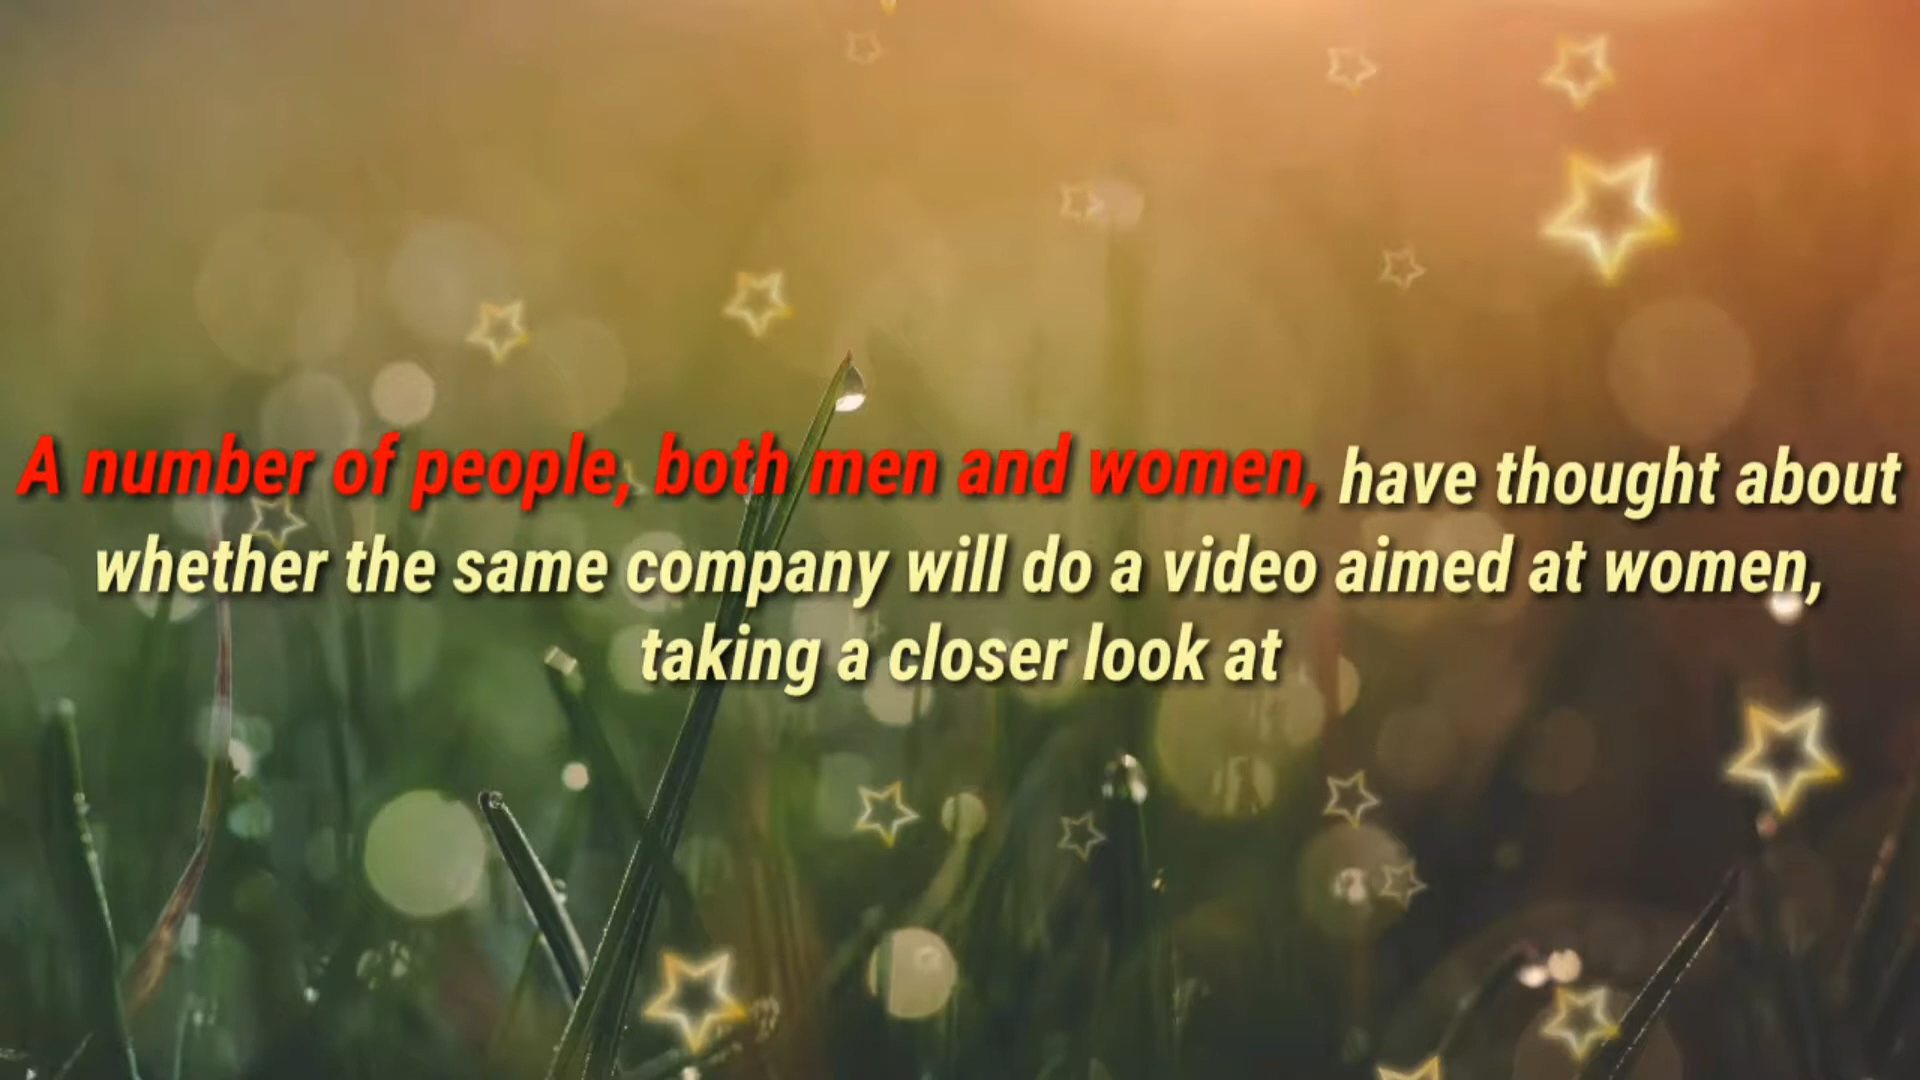 A number of people, both men and women, have thought about
whether the same company will do a video aimed at women,
taking a closer look at